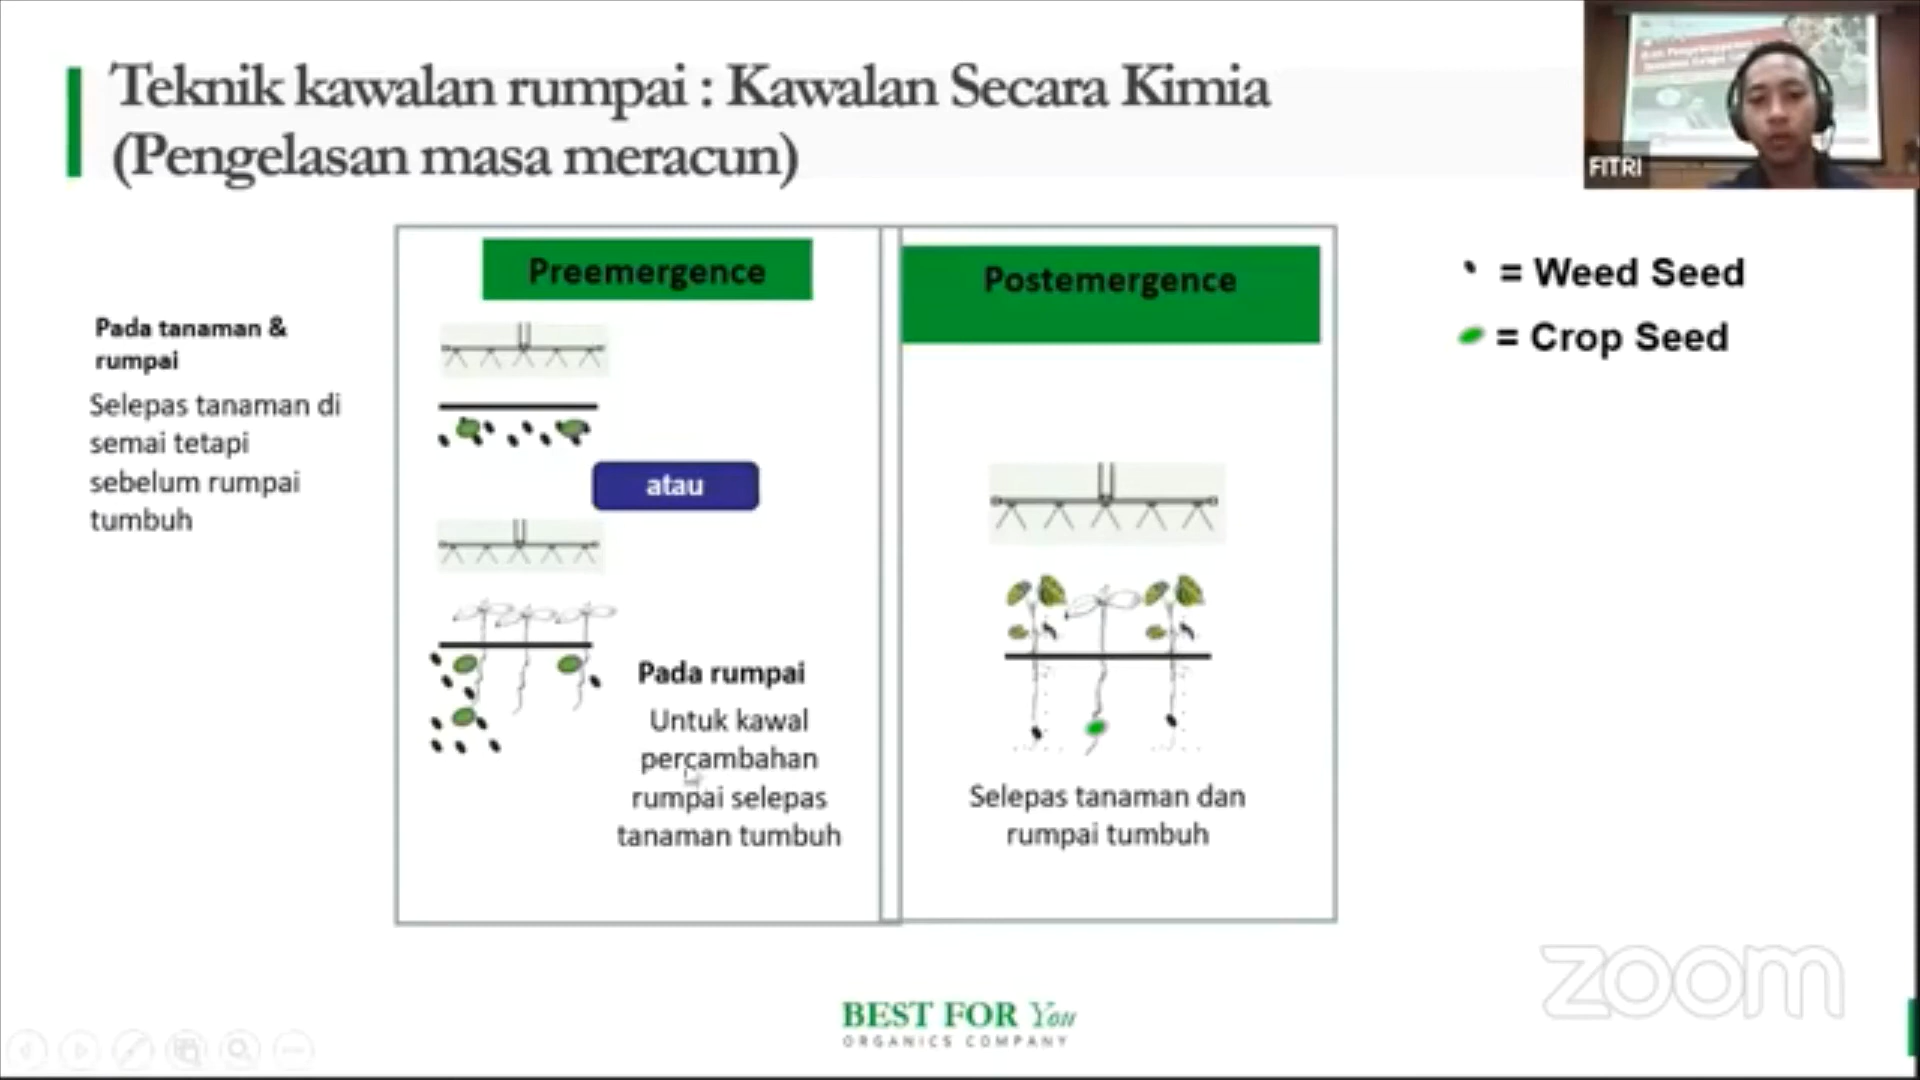 Teknik kawalan rumpai : Kawalan Secara Kimia
(Pengelasan masa meracun)
FITRI
Preemergence
Postemergence
= Weed Seed
= Crop Seed
Pada tanaman &
rumpai
Selepas tanaman di
semai tetapi
sebelum rumpai
tumbuh
atau
Pada rumpai
Untuk kawal
percambahan
rumpai selepas
tanaman tumbuh
Selepas tanaman dan
rumpai tumbuh
zoom
BEST FOR You
ORGANICS COMPANY